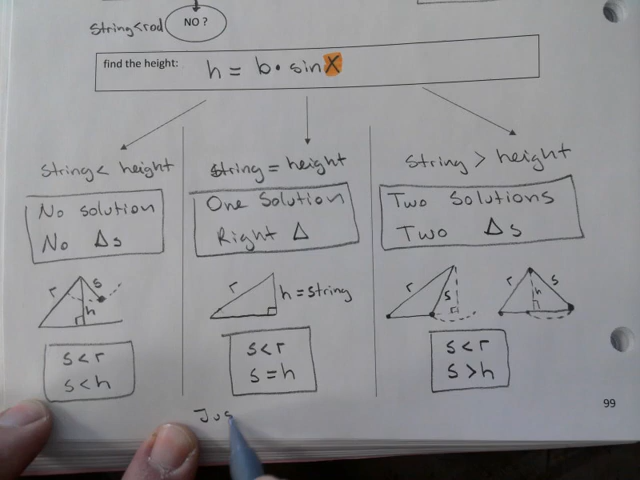 String<rod
NO ?
find the height: h = b • sin X
String < height
String = height
String > height
No Solution
No Δs
One Solution
Right Δ
Two Solutions
Two Δs
r s h
r h = String
r s
r s h
s < r
s < h
s < r
s = h
s < r
s > h
Jus
99